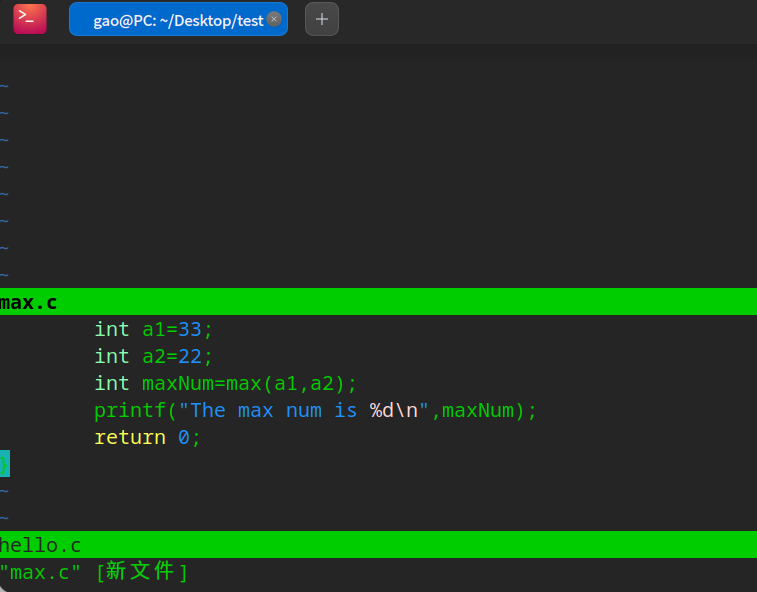 >_
gao@PC: ~/Desktop/test × +
~
~
~
~
~
~
~
~
max.c
int a1=33;
int a2=22;
int maxNum=max(a1,a2);
printf("The max num is %d\n",maxNum);
return 0;
}
~
~
hello.c
"max.c" [新文件]